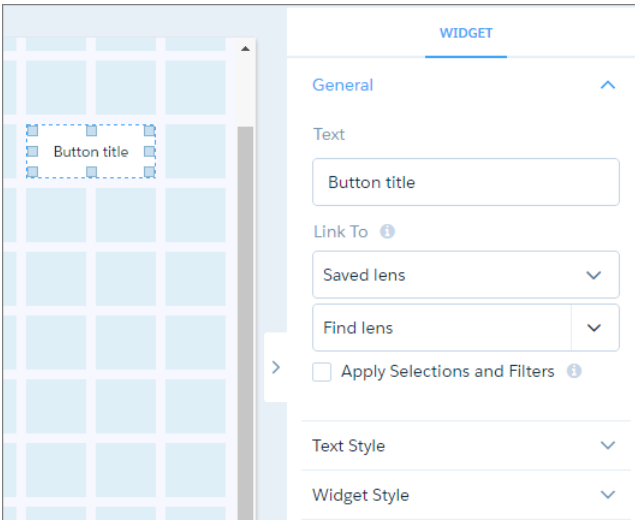 WIDGET
General
Text
Button title
Button title
Link To
Saved lens
Find lens
Apply Selections and Filters
Text Style
Widget Style